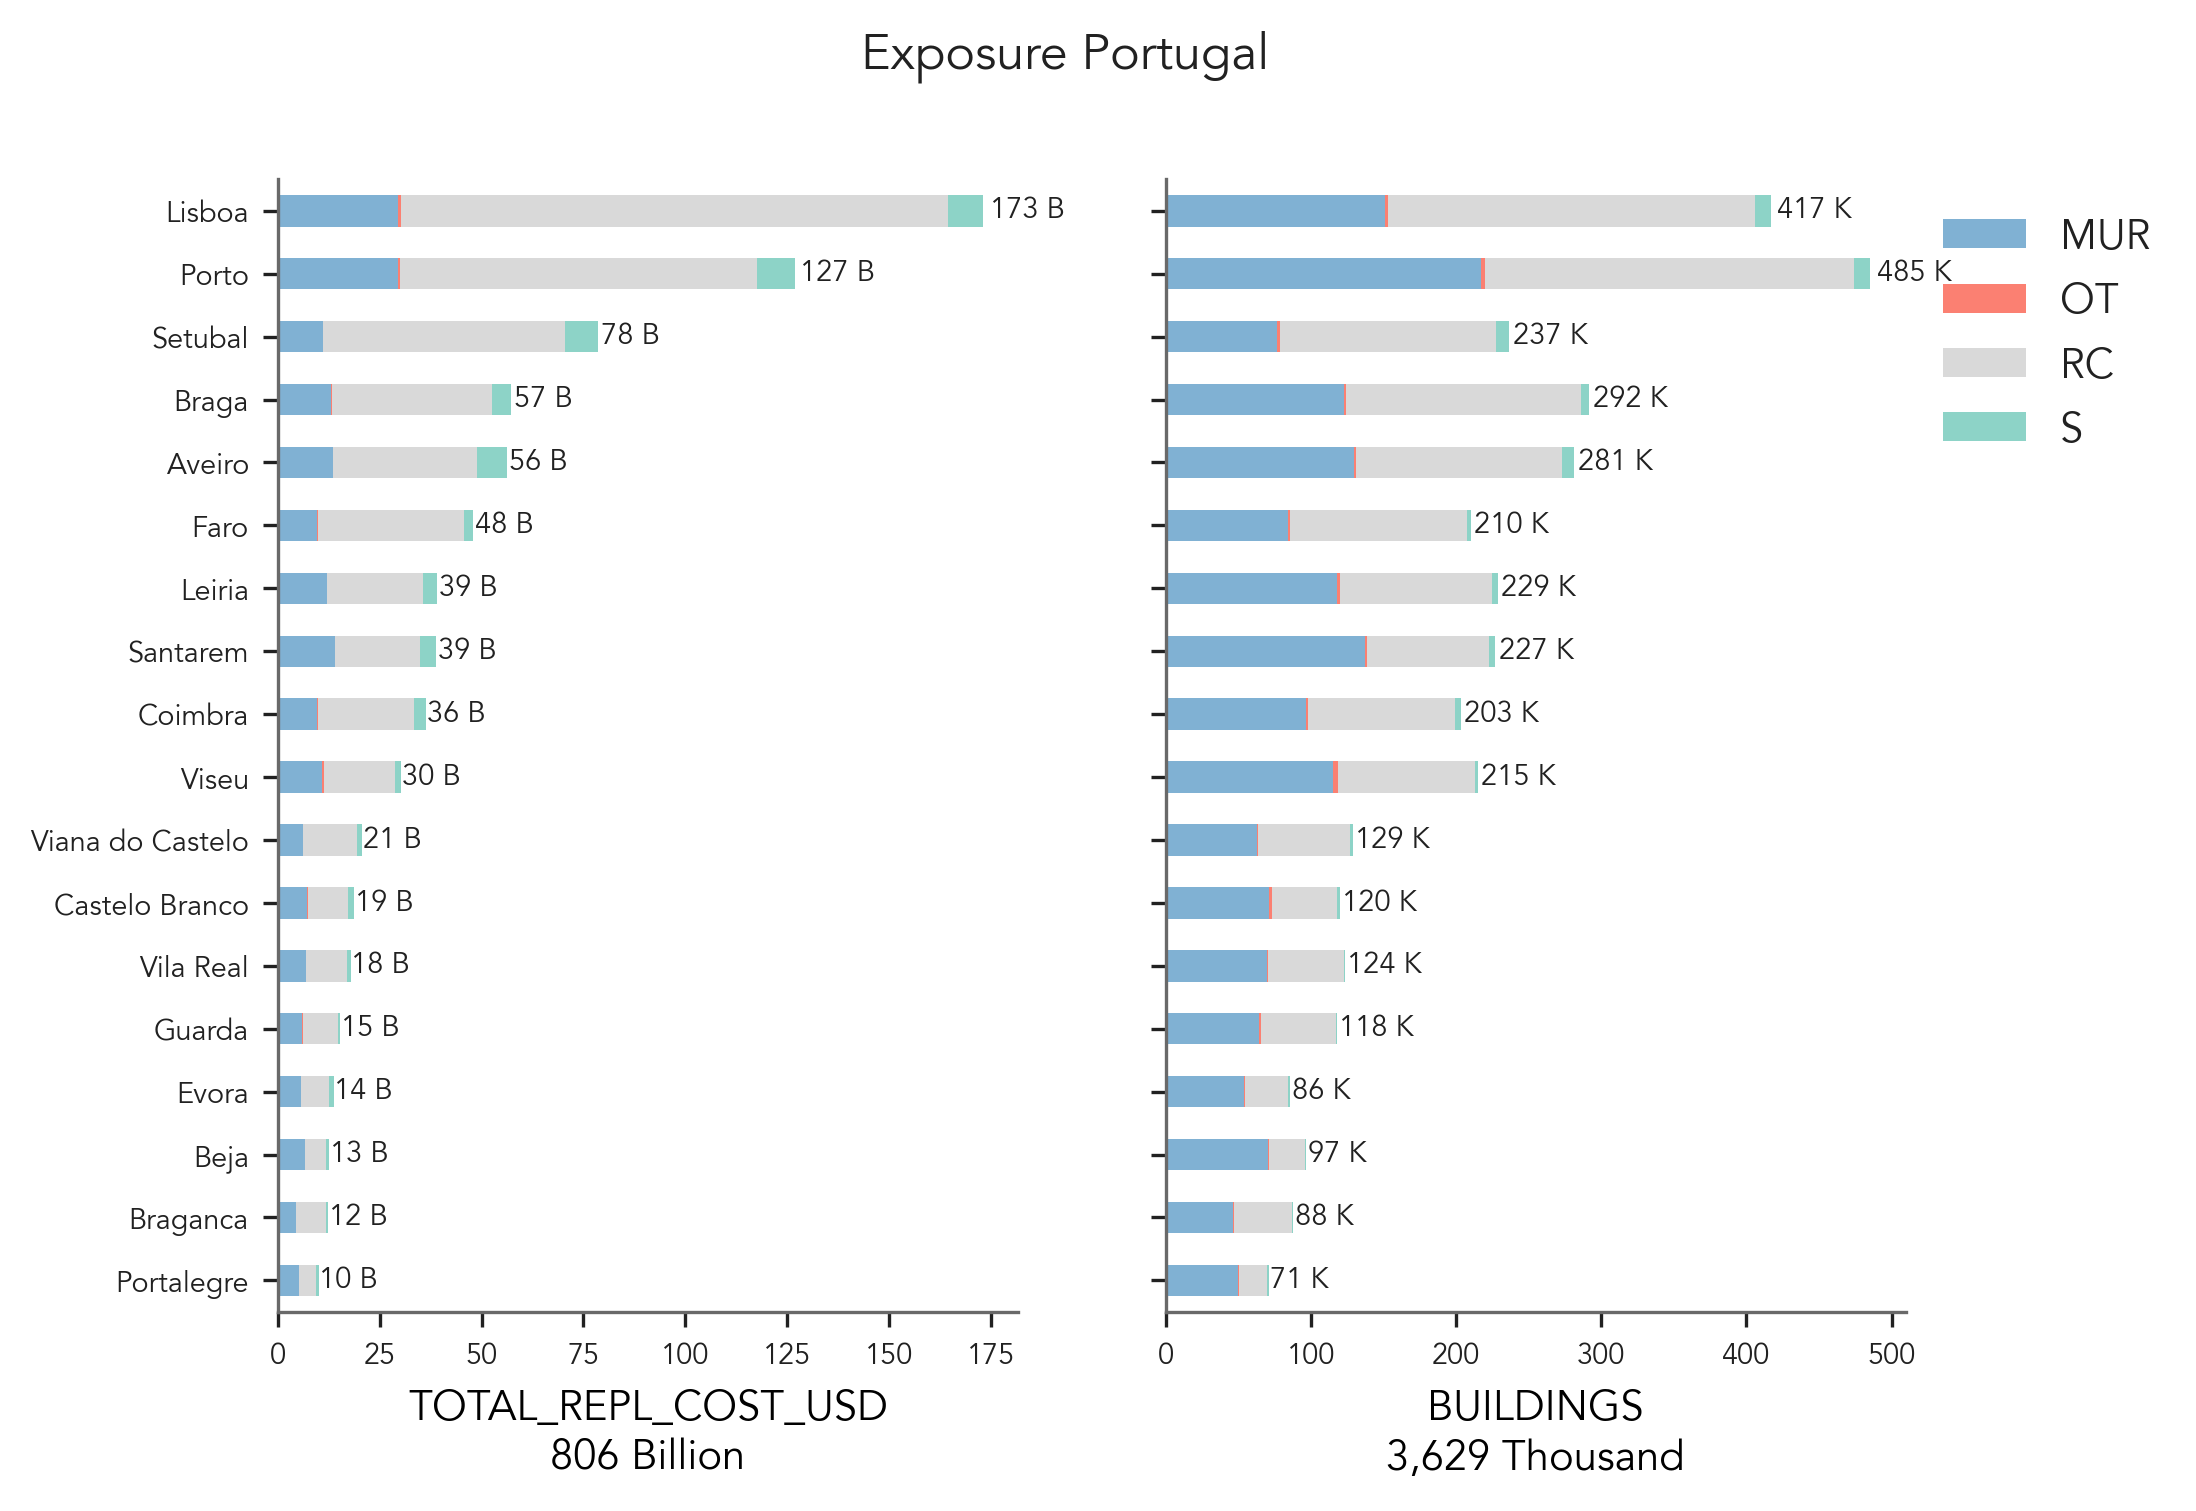 Exposure Portugal
Lisboa
Porto
Setubal
Braga
Aveiro
Faro
Leiria
Santarem
Coimbra
Viseu
Viana do Castelo
Castelo Branco
Vila Real
Guarda
Evora
Beja
Braganca
Portalegre
173 B
127 B
78 B
57 B
56 B
48 B
39 B
39 B
36 B
30 B
21 B
19 B
18 B
15 B
14 B
13 B
12 B
10 B
0 25 50 75 100 125 150 175
TOTAL_REPL_COST_USD
806 Billion
417 K
485 K
237 K
292 K
281 K
210 K
229 K
227 K
203 K
215 K
129 K
120 K
124 K
118 K
86 K
97 K
88 K
71 K
0 100 200 300 400 500
BUILDINGS
3,629 Thousand
MUR
OT
RC
S